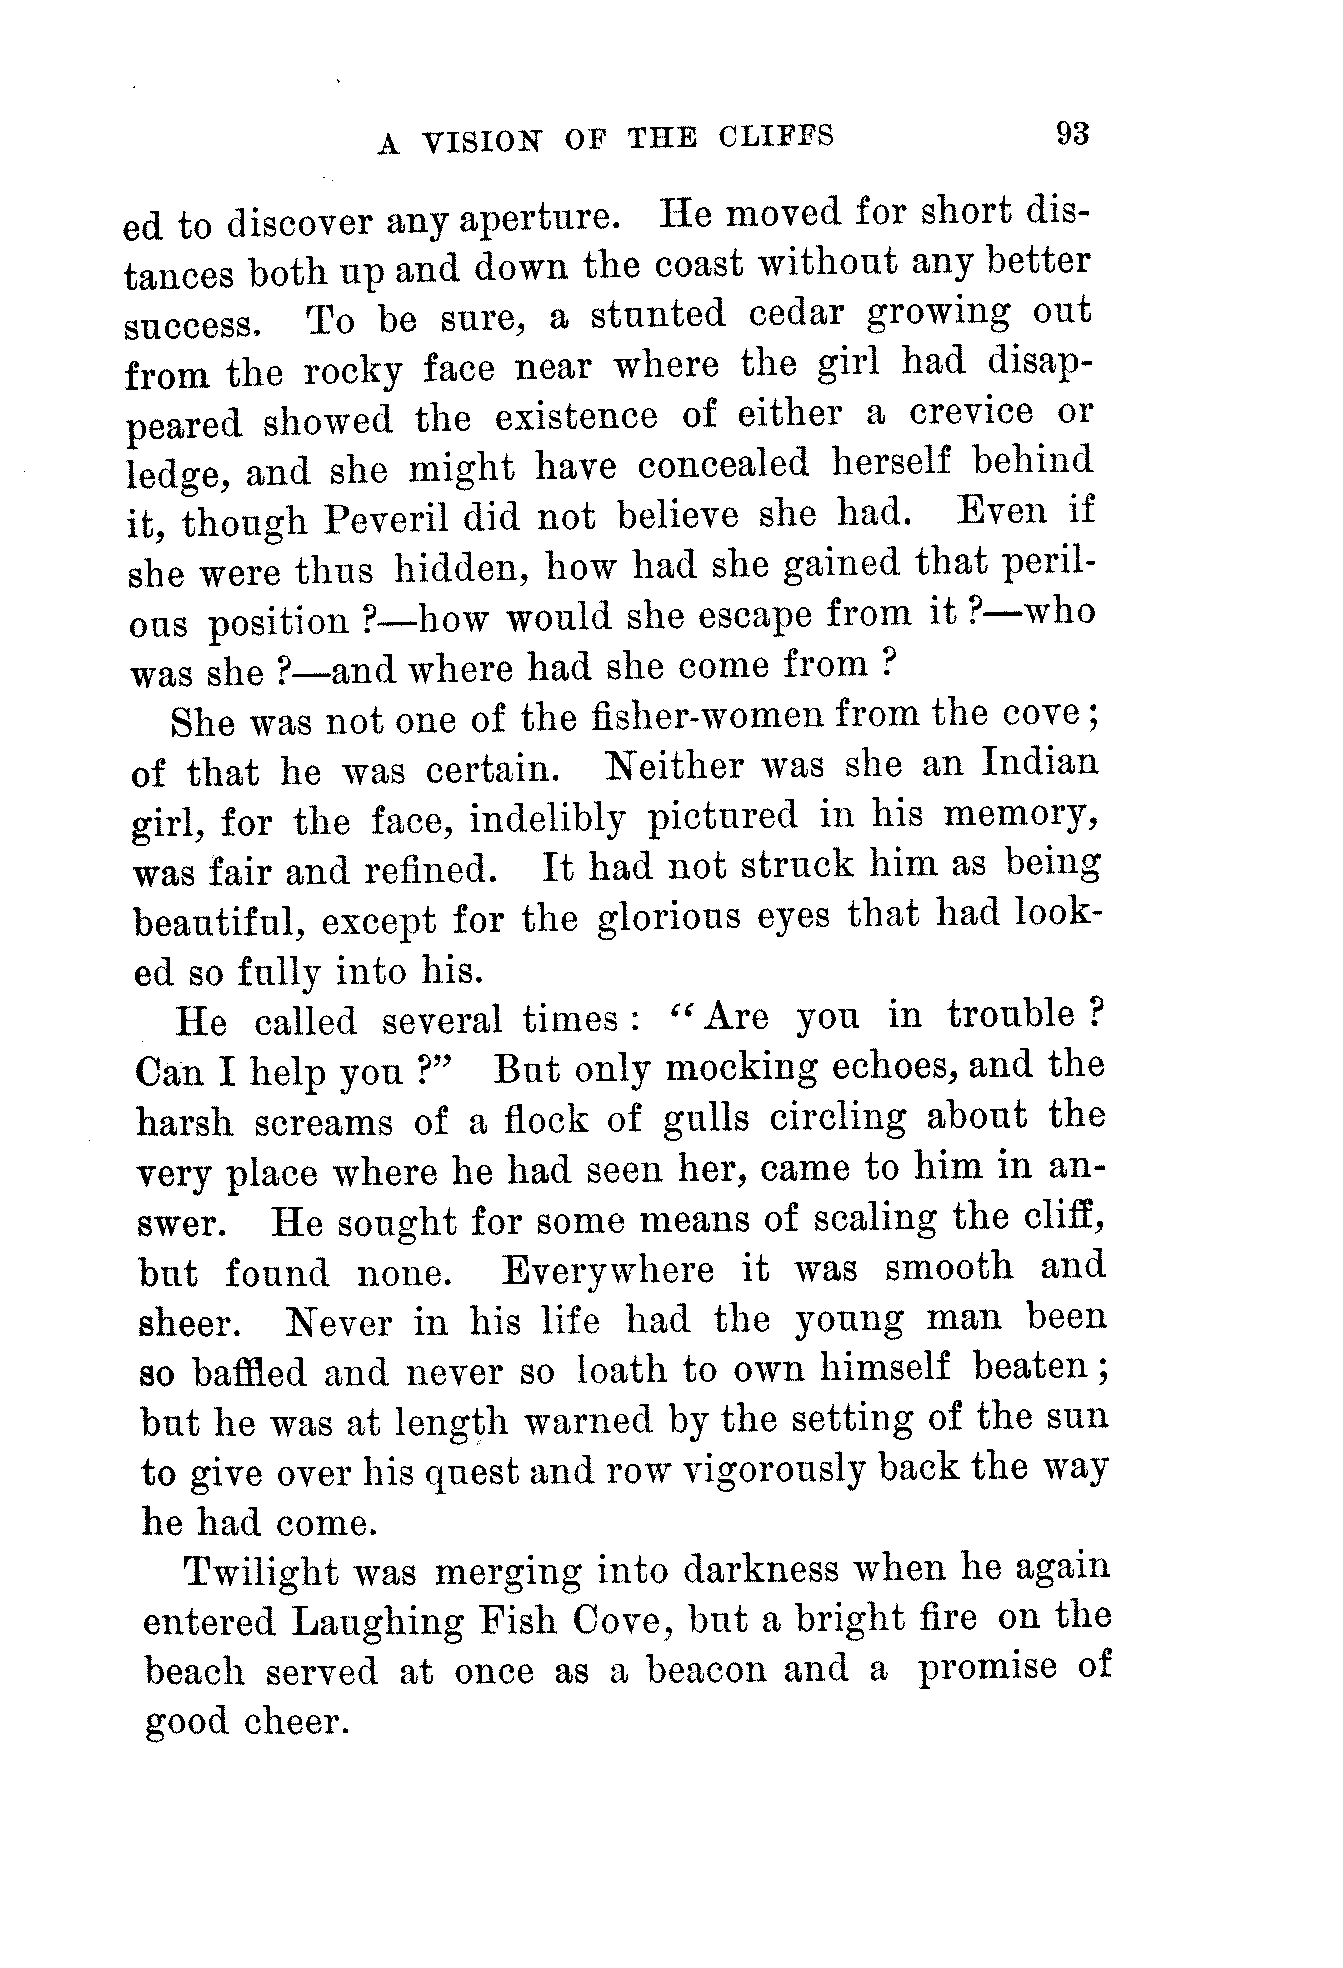 A VISION OF THE CLIFFS 93
ed to discover any aperture. He moved for short dis-
tances both up and down the coast without any better
success. To be sure, a stunted cedar growing out
from the rocky face near where the girl had disap-
peared showed the existence of either a crevice or
ledge, and she might have concealed herself behind
it, though Peveril did not believe she had. Even if
she were thus hidden, how had she gained that peril-
ous position ?—how would she escape from it ?—who
was she ?—and where had she come from ?
She was not one of the fisher-women from the cove ;
of that he was certain. Neither was she an Indian
girl, for the face, indelibly pictured in his memory,
was fair and refined. It had not struck him as being
beautiful, except for the glorious eyes that had look-
ed so fully into his.
He called several times : “Are you in trouble ?
Can I help you ?” But only mocking echoes, and the
harsh screams of a flock of gulls circling about the
very place where he had seen her, came to him in an-
swer. He sought for some means of scaling the cliff,
but found none. Everywhere it was smooth and
sheer. Never in his life had the young man been
so baffled and never so loath to own himself beaten ;
but he was at length warned by the setting of the sun
to give over his quest and row vigorously back the way
he had come.
Twilight was merging into darkness when he again
entered Laughing Fish Cove, but a bright fire on the
beach served at once as a beacon and a promise of
good cheer.